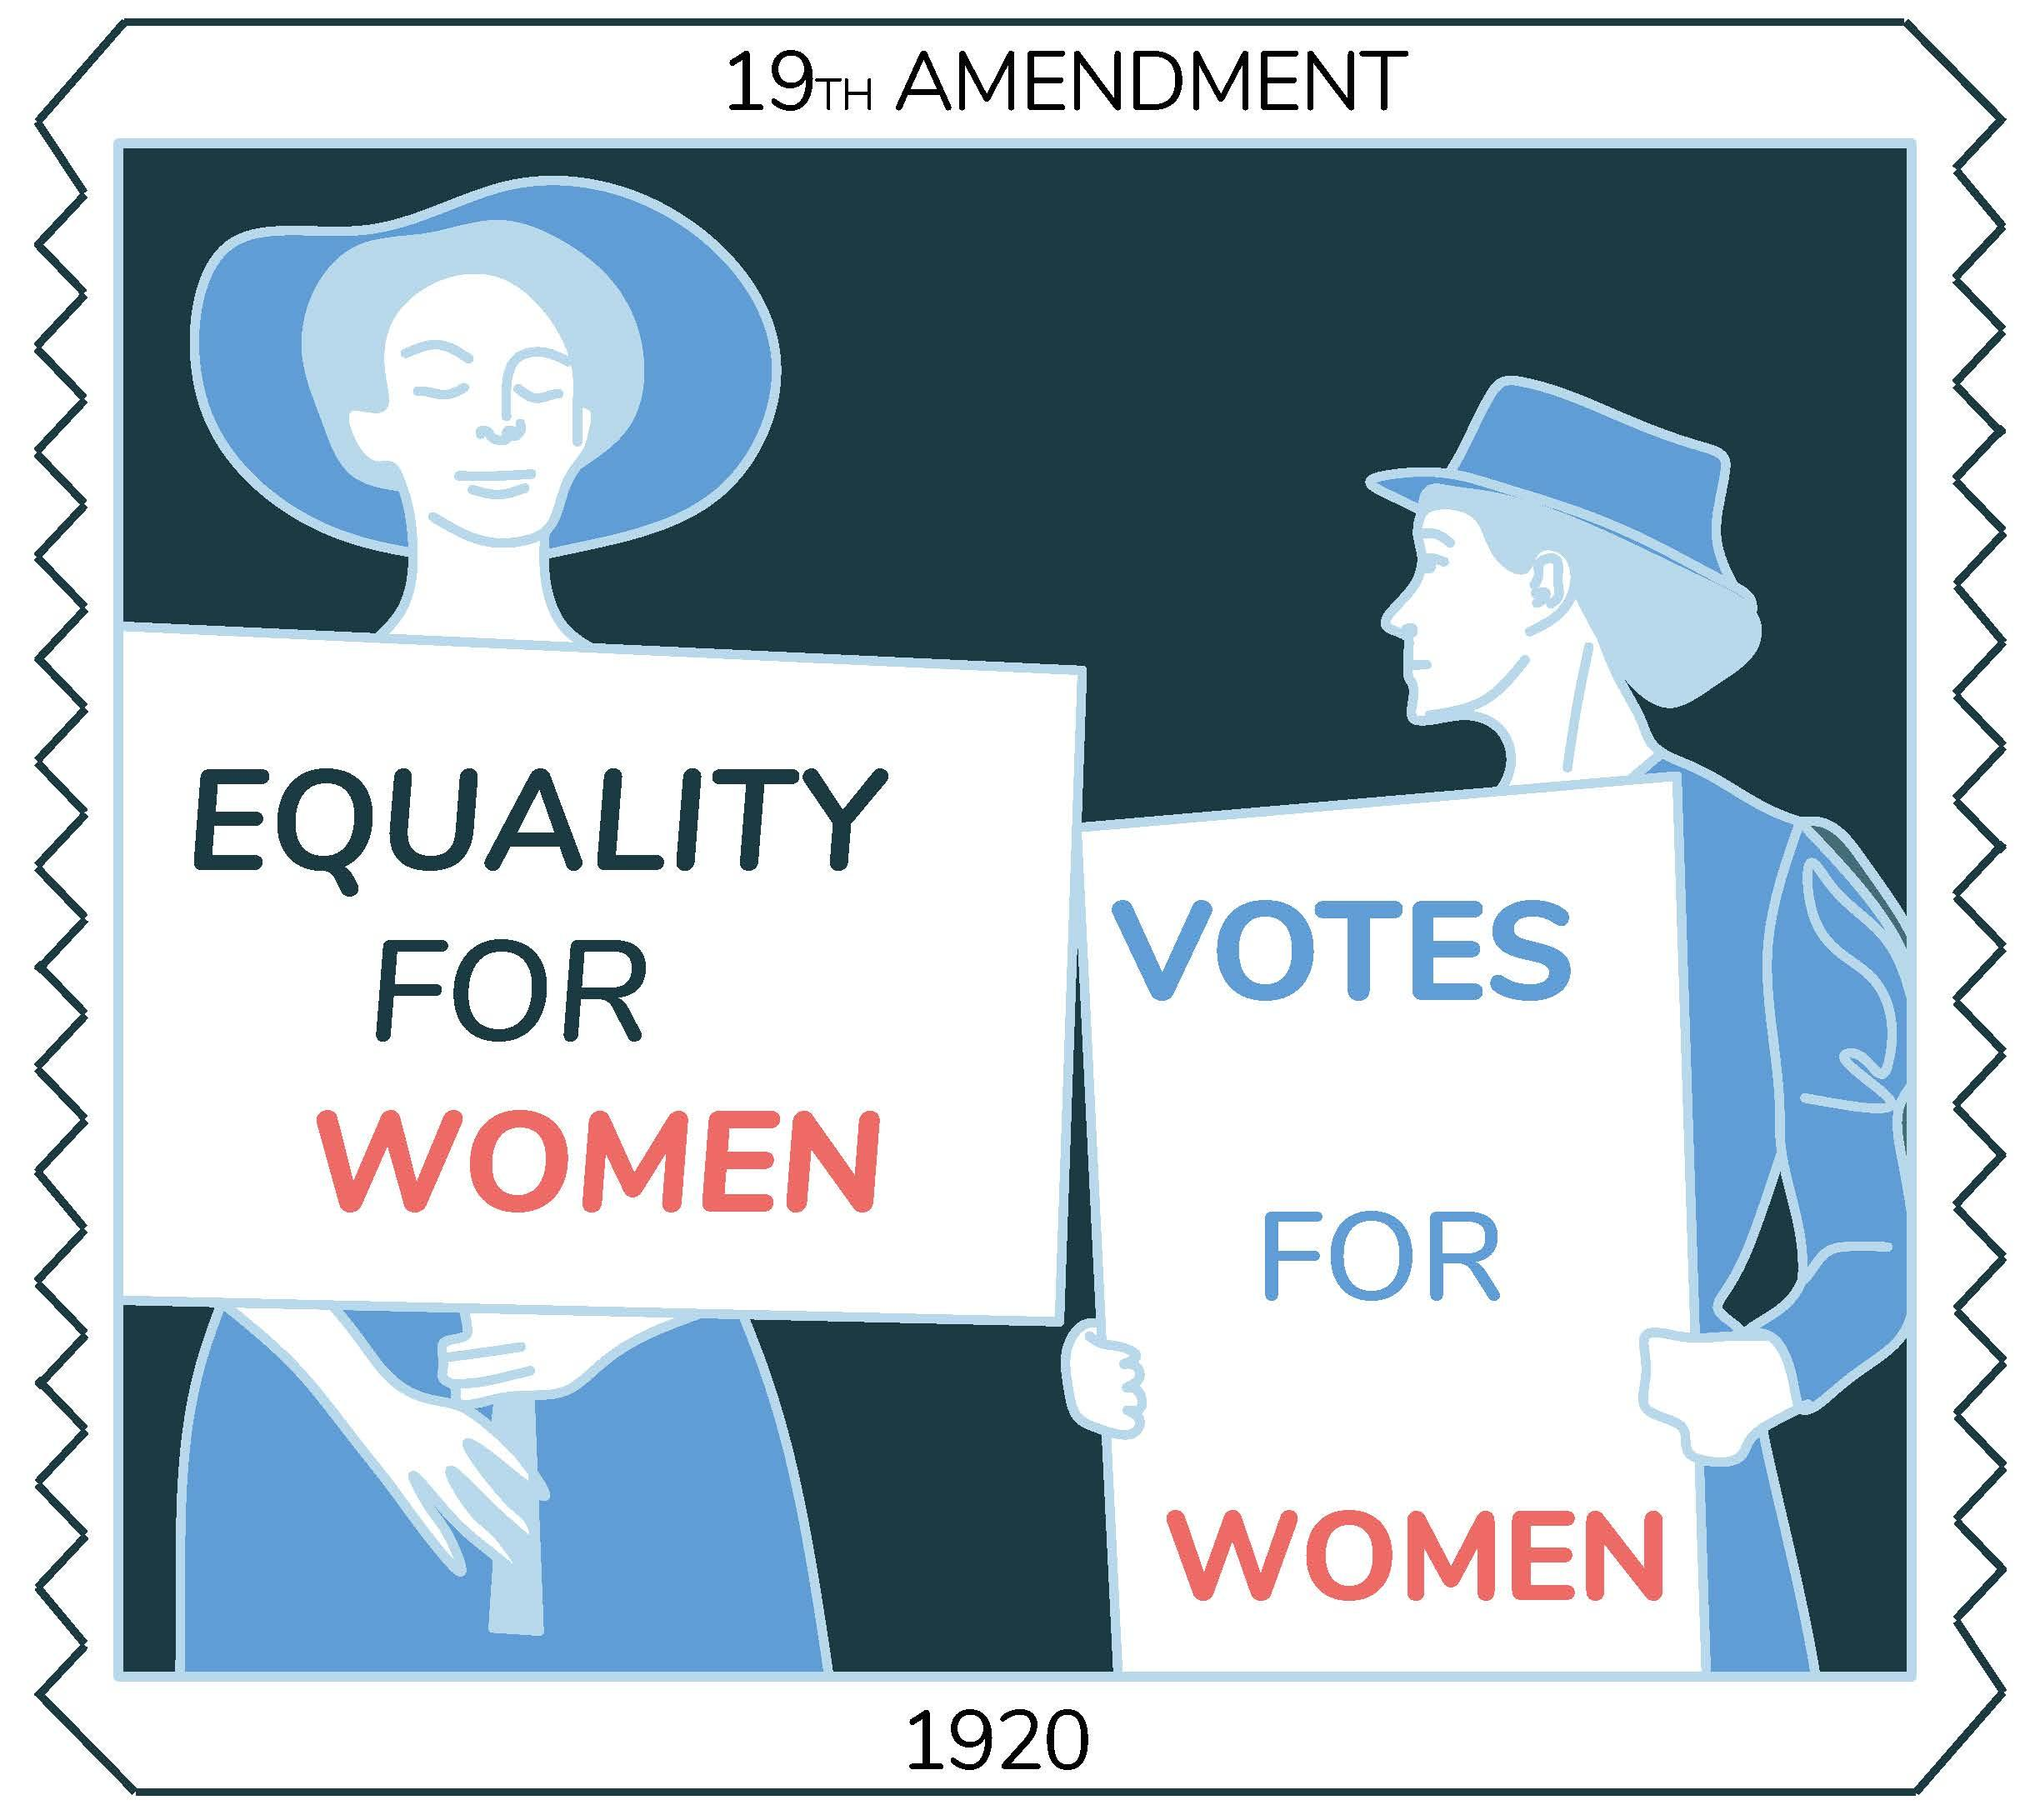 19TH AMENDMENT
EQUALITY
FOR
WOMEN
VOTES
FOR
WOMEN
1920